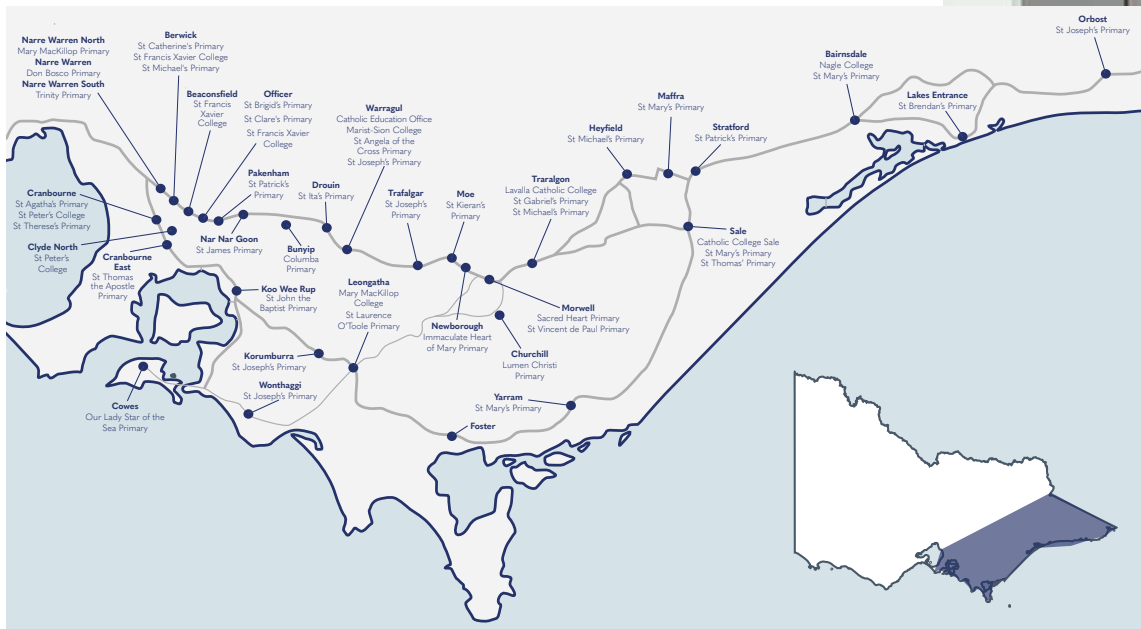 Narre Warren North
Mary MacKillop Primary
Narre Warren
Don Bosco Primary
Narre Warren South
Trinity Primary
Berwick
St Catherine's Primary
St Francis Xavier College
St Michael's Primary
Beaconsfield
St Francis
Xavier
College
Officer
St Brigid's Primary
St Clare's Primary
St Francis Xavier
College
Warragul
Catholic Education Office
Marist-Sion College
St Angela of the
Cross Primary
St Joseph's Primary
Pakenham
St Patrick's
Primary
Drouin
St Ita's Primary
Trafalgar
St Joseph's
Primary
Moe
St Kieran's
Primary
Traralgon
Lavalla Catholic College
St Gabriel's Primary
St Michael's Primary
Heyfield
St Michael's Primary
Maffra
St Mary's Primary
Stratford
St Patrick's Primary
Bairnsdale
Nagle College
St Mary's Primary
Lakes Entrance
St Brendan's Primary
Orbost
St Joseph's Primary
Cranbourne
St Agatha's Primary
St Peter's College
St Therese's Primary
Clyde North
St Peter's
College
Cranbourne
East
St Thomas
the Apostle
Primary
Nar Nar Goon
St James Primary
Bunyip
Columba
Primary
Koo Wee Rup
St John the
Baptist Primary
Leongatha
Mary MacKillop
College
St Laurence
O'Toole Primary
Newborough
Immaculate Heart
of Mary Primary
Morwell
Sacred Heart Primary
St Vincent de Paul Primary
Churchill
Lumen Christi
Primary
Sale
Catholic College Sale
St Mary's Primary
St Thomas' Primary
Korumburra
St Joseph's Primary
Wonthaggi
St Joseph's Primary
Cowes
Our Lady Star of the
Sea Primary
Yarram
St Mary's Primary
Foster